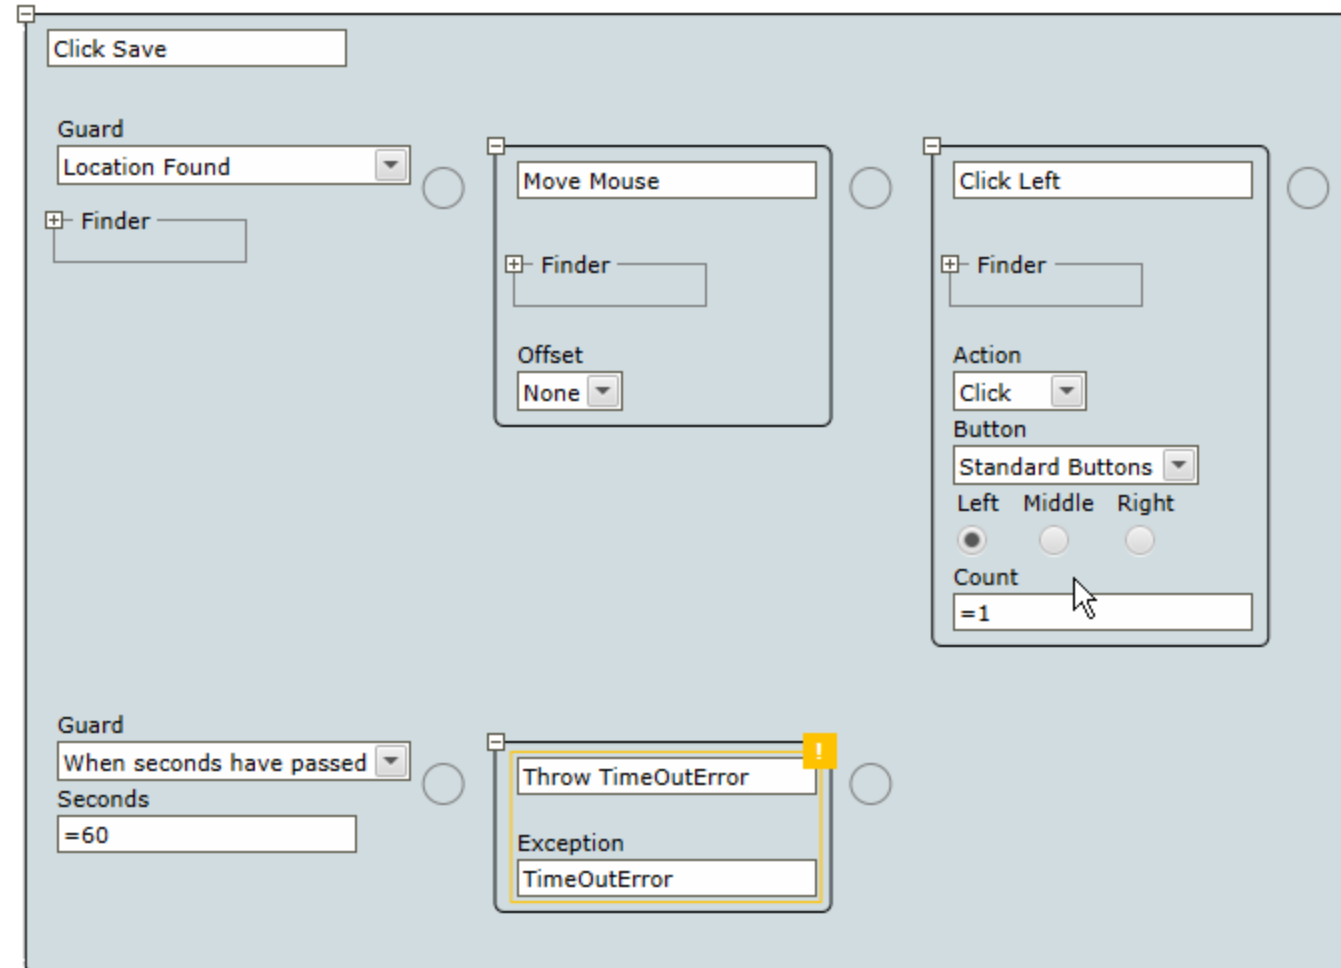 Click Save
Guard
Location Found
Finder
Move Mouse
Finder
Offset
None
Click Left
Finder
Action
Click
Button
Standard Buttons
Left Middle Right
Count
=1
Guard
When seconds have passed
Seconds
=60
!
Throw TimeOutError
Exception
TimeOutError